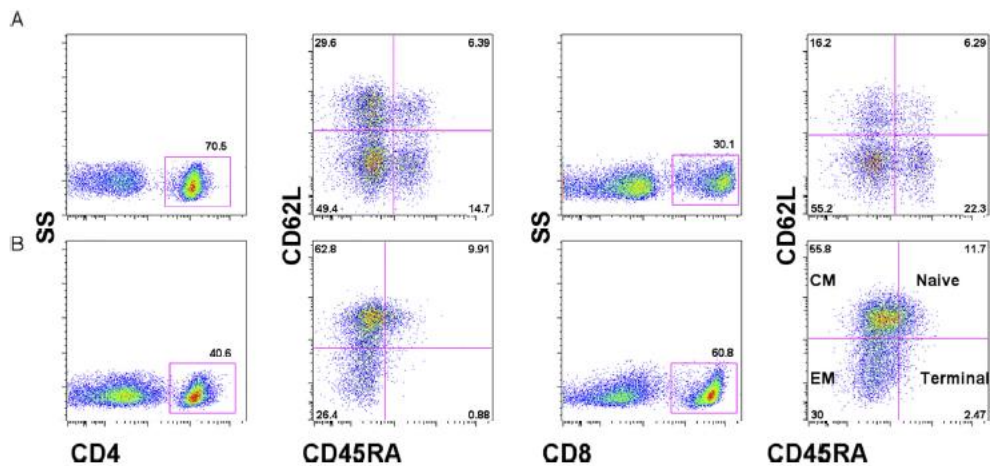 A
29.6 6.39 16.2 6.29
70.5 30.1
SS CD62L SS CD62L
49.4 14.7 55.2 22.3
B
62.8 9.91 55.8 11.7
CM Naive
40.6 60.8
EM Terminal
26.4 0.88 30 2.47
CD4 CD45RA CD8 CD45RA